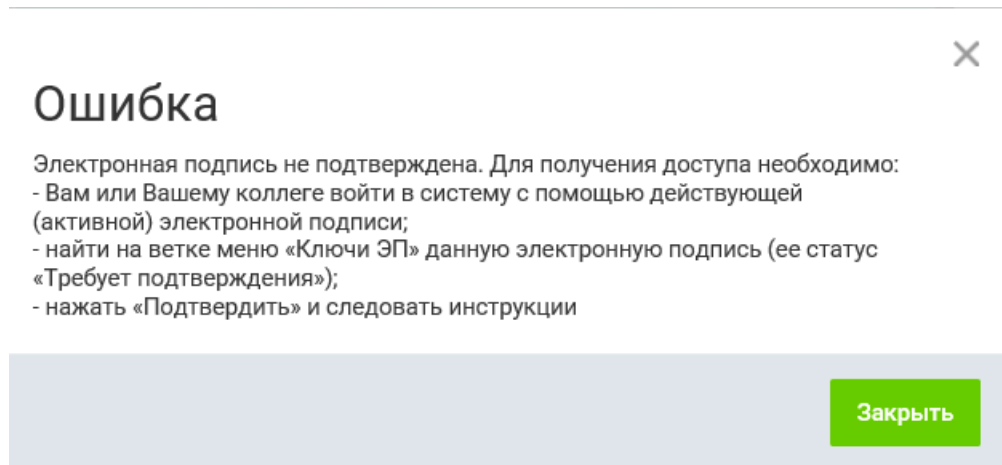 Ошибка
Электронная подпись не подтверждена. Для получения доступа необходимо:
- Вам или Вашему коллеге войти в систему с помощью действующей
(активной) электронной подписи;
- найти на ветке меню «Ключи ЭП» данную электронную подпись (ее статус
«Требует подтверждения»);
- нажать «Подтвердить» и следовать инструкции
Закрыть